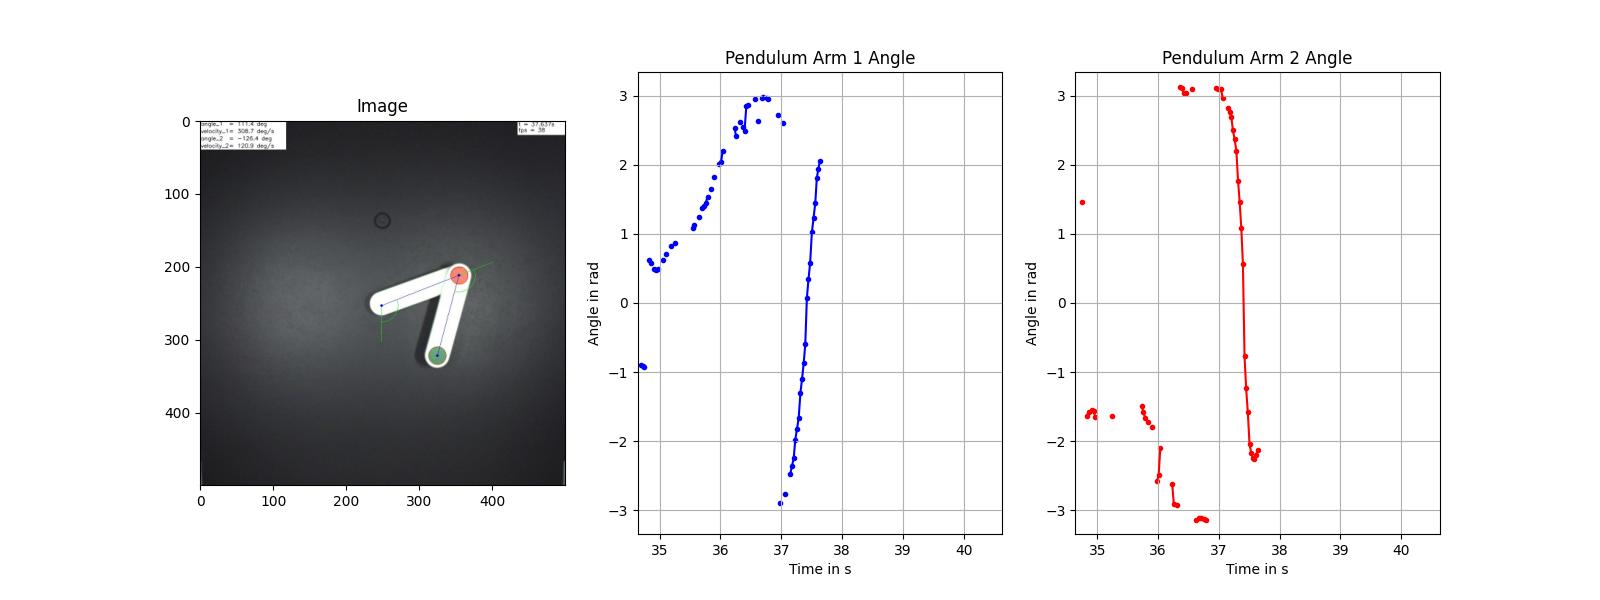 Image
angle_1 = 111.4 deg
velocity_1= 308.7 deg/s
angle_2 = −126.4 deg
velocity_2= 120.9 deg/s
t = 37.637s
fps = 38
0
100
200
300
400
0 100 200 300 400
Pendulum Arm 1 Angle
Angle in rad
3
2
1
0
−1
−2
−3
35 36 37 38 39 40
Time in s
Pendulum Arm 2 Angle
Angle in rad
3
2
1
0
−1
−2
−3
35 36 37 38 39 40
Time in s